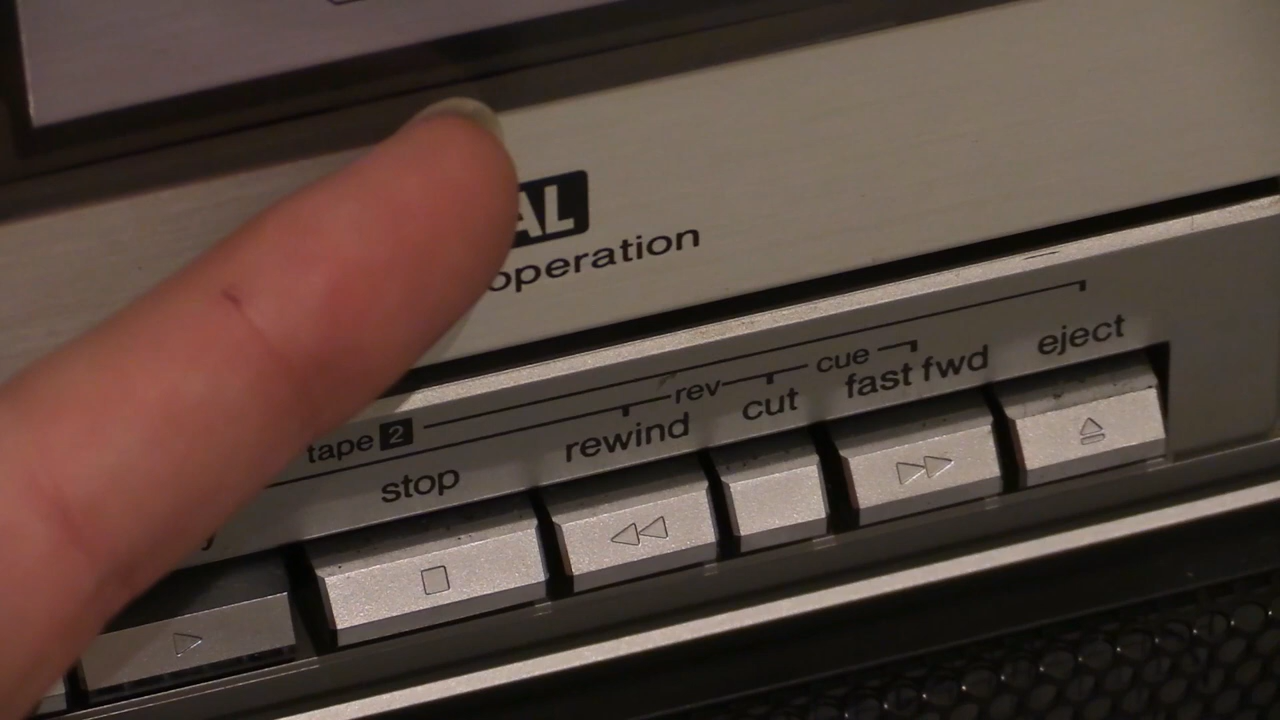 AL
operation
tape 2
rev cue
stop rewind cut fast fwd eject